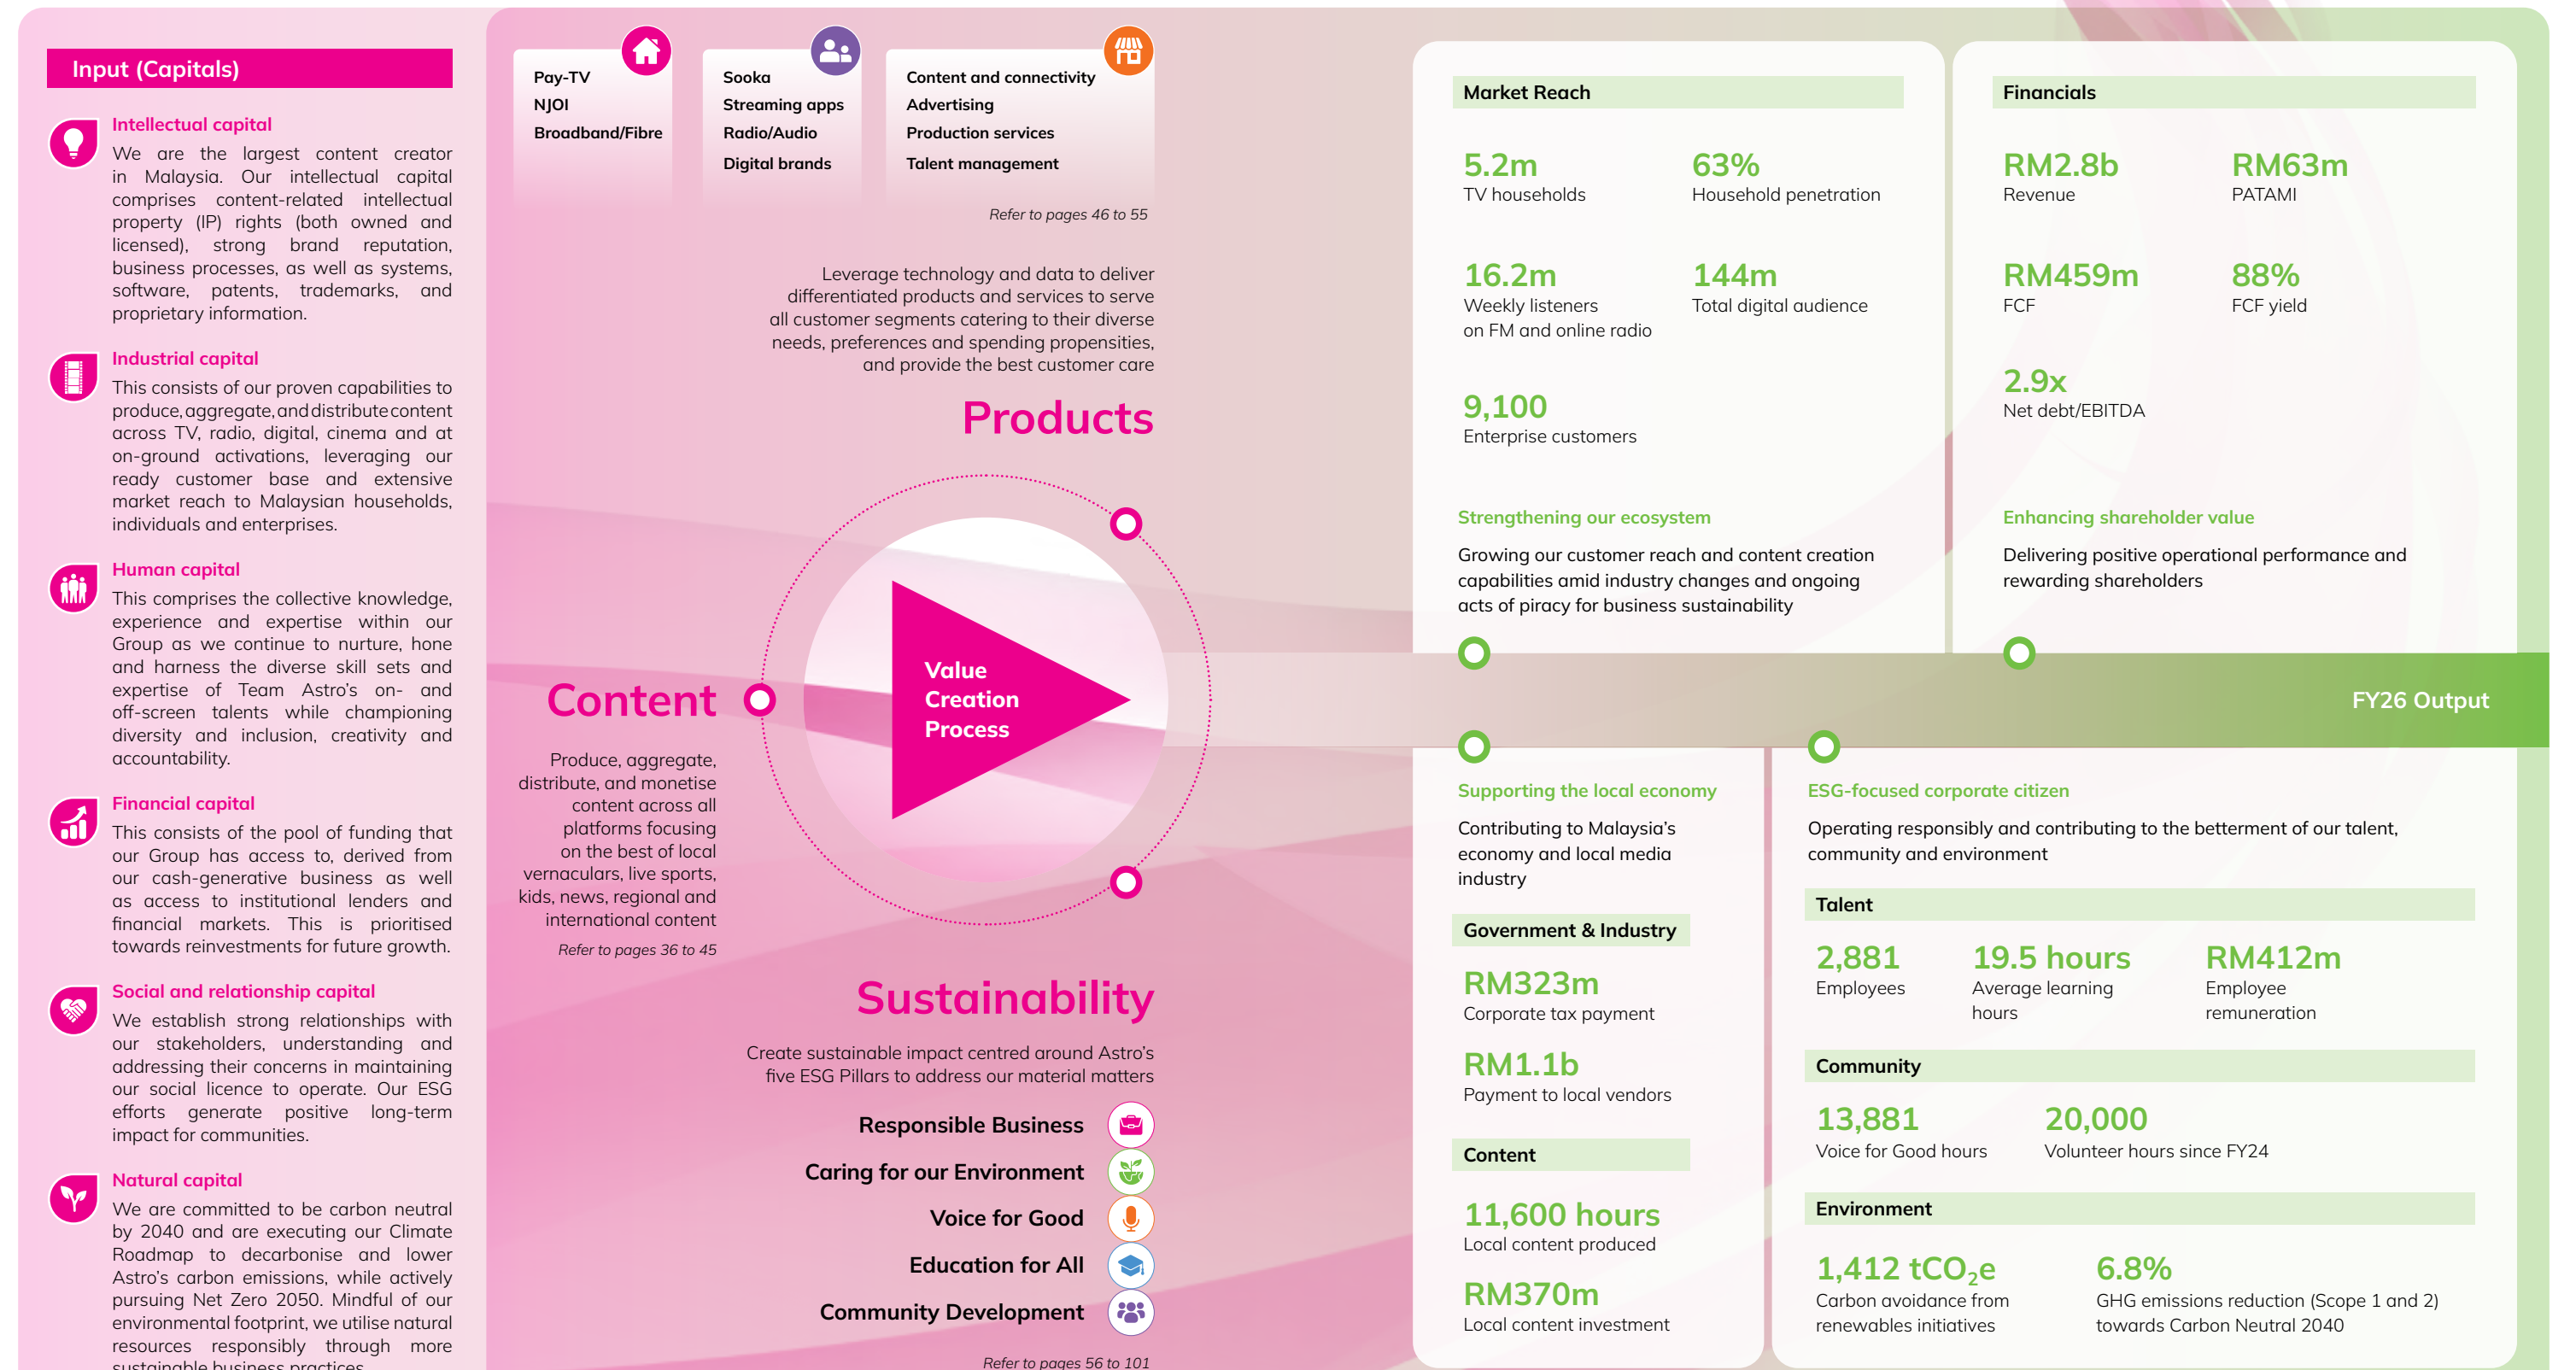 Input (Capitals)
Intellectual capital
We are the largest content creator
in Malaysia. Our intellectual capital
comprises content-related intellectual
property (IP) rights (both owned and
licensed), strong brand reputation,
business processes, as well as systems,
software, patents, trademarks, and
proprietary information.
Industrial capital
This consists of our proven capabilities to
produce, aggregate, and distribute content
across TV, radio, digital, cinema and at
on-ground activations, leveraging our
ready customer base and extensive
market reach to Malaysian households,
individuals and enterprises.
Human capital
This comprises the collective knowledge,
experience and expertise within our
Group as we continue to nurture, hone
and harness the diverse skill sets and
expertise of Team Astro’s on- and
off-screen talents while championing
diversity and inclusion, creativity and
accountability.
Financial capital
This consists of the pool of funding that
our Group has access to, derived from
our cash-generative business as well
as access to institutional lenders and
financial markets. This is prioritised
towards reinvestments for future growth.
Social and relationship capital
We establish strong relationships with
our stakeholders, understanding and
addressing their concerns in maintaining
our social licence to operate. Our ESG
efforts generate positive long-term
impact for communities.
Natural capital
We are committed to be carbon neutral
by 2040 and are executing our Climate
Roadmap to decarbonise and lower
Astro’s carbon emissions, while actively
pursuing Net Zero 2050. Mindful of our
environmental footprint, we utilise natural
resources responsibly through more
sustainable business practices.
Pay-TV
NJOI
Broadband/Fibre
Sooka
Streaming apps
Radio/Audio
Digital brands
Content and connectivity
Advertising
Production services
Talent management
Refer to pages 46 to 55
Leverage technology and data to deliver
differentiated products and services to serve
all customer segments catering to their diverse
needs, preferences and spending propensities,
and provide the best customer care
Products
Value
Creation
Process
Content
Produce, aggregate,
distribute, and monetise
content across all
platforms focusing
on the best of local
vernaculars, live sports,
kids, news, regional and
international content
Refer to pages 36 to 45
Sustainability
Create sustainable impact centred around Astro’s
five ESG Pillars to address our material matters
Responsible Business
Caring for our Environment
Voice for Good
Education for All
Community Development
Refer to pages 56 to 101
Market Reach
5.2m
TV households
63%
Household penetration
16.2m
Weekly listeners
on FM and online radio
144m
Total digital audience
9,100
Enterprise customers
Strengthening our ecosystem
Growing our customer reach and content creation
capabilities amid industry changes and ongoing
acts of piracy for business sustainability
Financials
RM2.8b
Revenue
RM63m
PATAMI
RM459m
FCF
88%
FCF yield
2.9x
Net debt/EBITDA
Enhancing shareholder value
Delivering positive operational performance and
rewarding shareholders
FY26 Output
Supporting the local economy
Contributing to Malaysia’s
economy and local media
industry
Government & Industry
RM323m
Corporate tax payment
RM1.1b
Payment to local vendors
Content
11,600 hours
Local content produced
RM370m
Local content investment
ESG-focused corporate citizen
Operating responsibly and contributing to the betterment of our talent,
community and environment
Talent
2,881
Employees
19.5 hours
Average learning
hours
RM412m
Employee
remuneration
Community
13,881
Voice for Good hours
20,000
Volunteer hours since FY24
Environment
1,412 tCO₂e
Carbon avoidance from
renewables initiatives
6.8%
GHG emissions reduction (Scope 1 and 2)
towards Carbon Neutral 2040